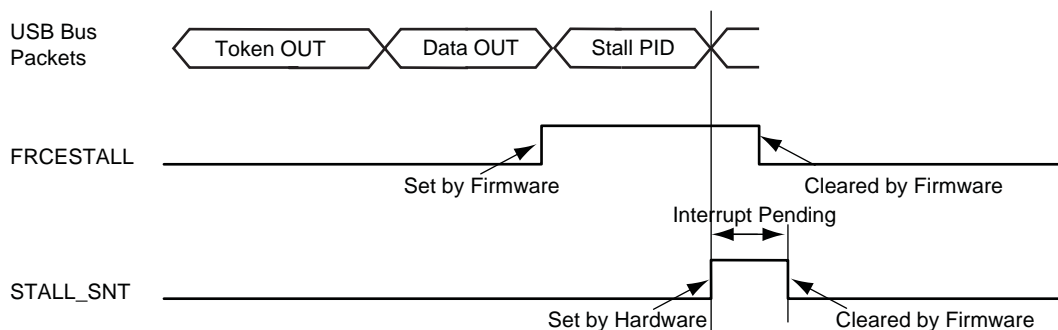 USB Bus
Packets
Token OUT
Data OUT
Stall PID
FRCESTALL
Set by Firmware
Cleared by Firmware
Interrupt Pending
STALL_SNT
Set by Hardware
Cleared by Firmware